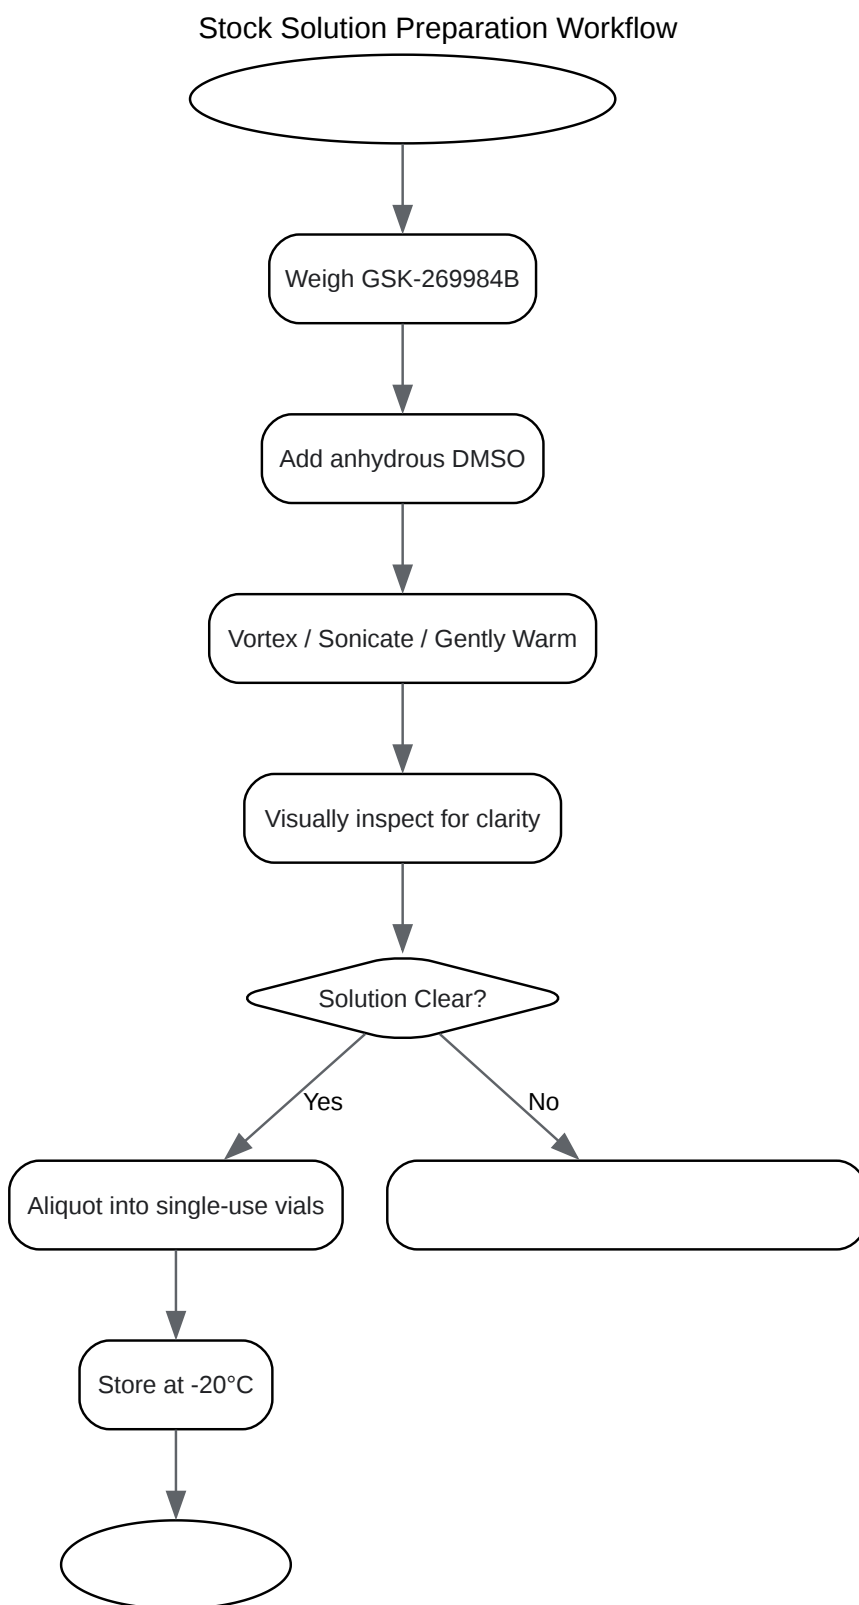 Stock Solution Preparation Workflow
Weigh GSK-269984B
Add anhydrous DMSO
Vortex / Sonicate / Gently Warm
Visually inspect for clarity
Solution Clear?
Yes
No
Aliquot into single-use vials
Store at -20°C